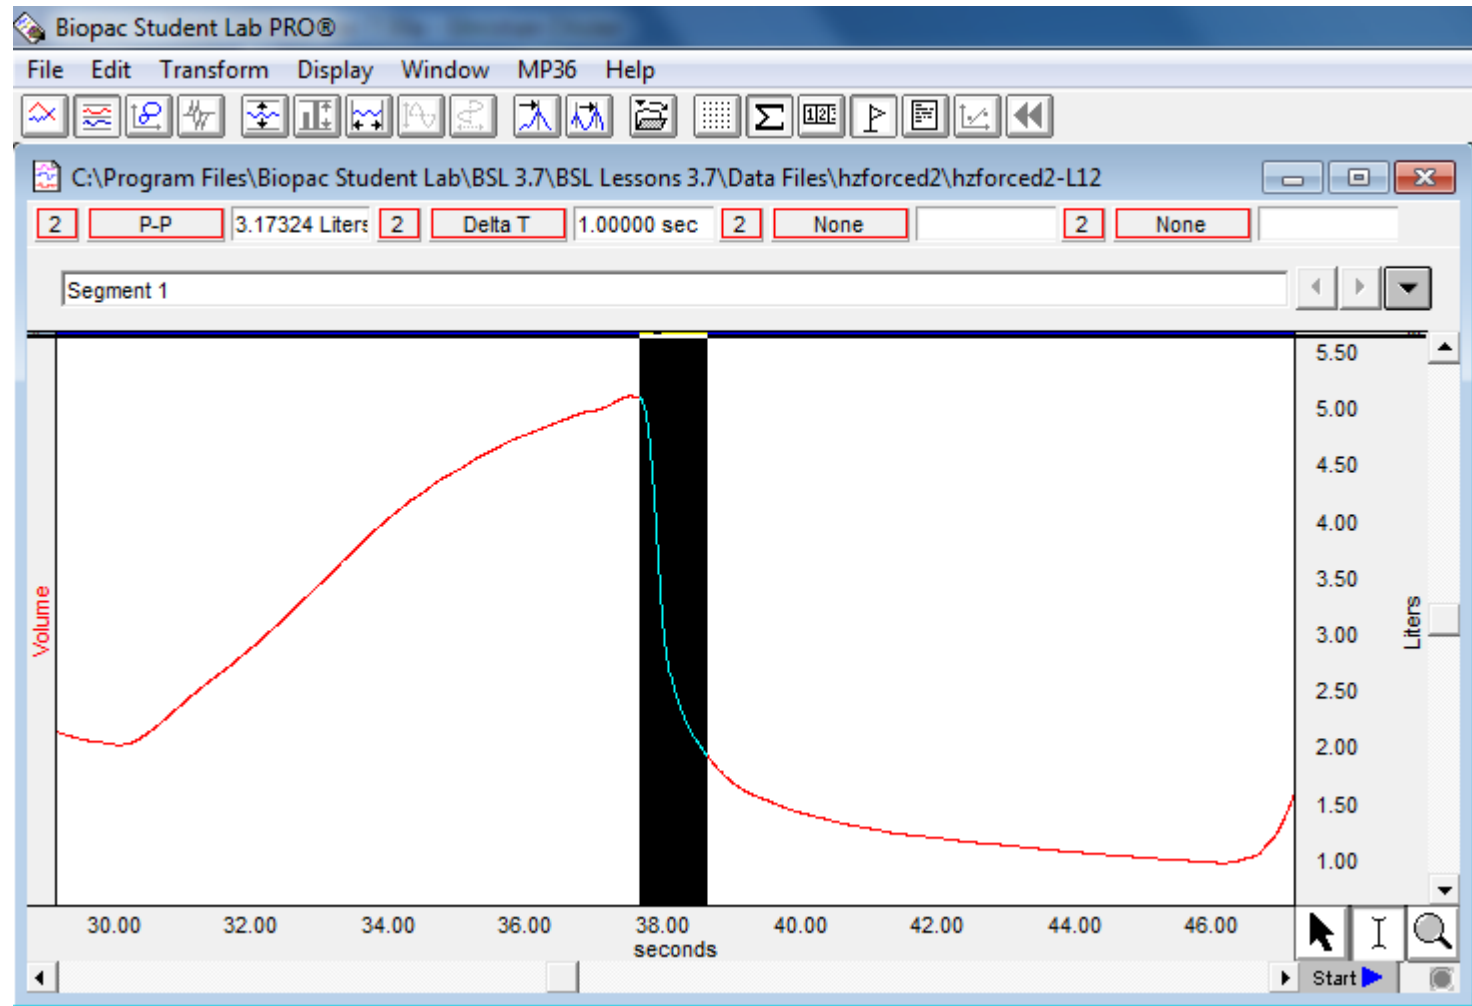 Biopac Student Lab PRO®
File Edit Transform Display Window MP36 Help
C:\Program Files\Biopac Student Lab\BSL 3.7\BSL Lessons 3.7\Data Files\hzforced2\hzforced2-L12
2 P-P 3.17324 Liters 2 Delta T 1.00000 sec 2 None 2 None
Segment 1
5.50
5.00
4.50
4.00
3.50
3.00
2.50
2.00
1.50
1.00
Volume
Liters
30.00 32.00 34.00 36.00 38.00 40.00 42.00 44.00 46.00
seconds
Start